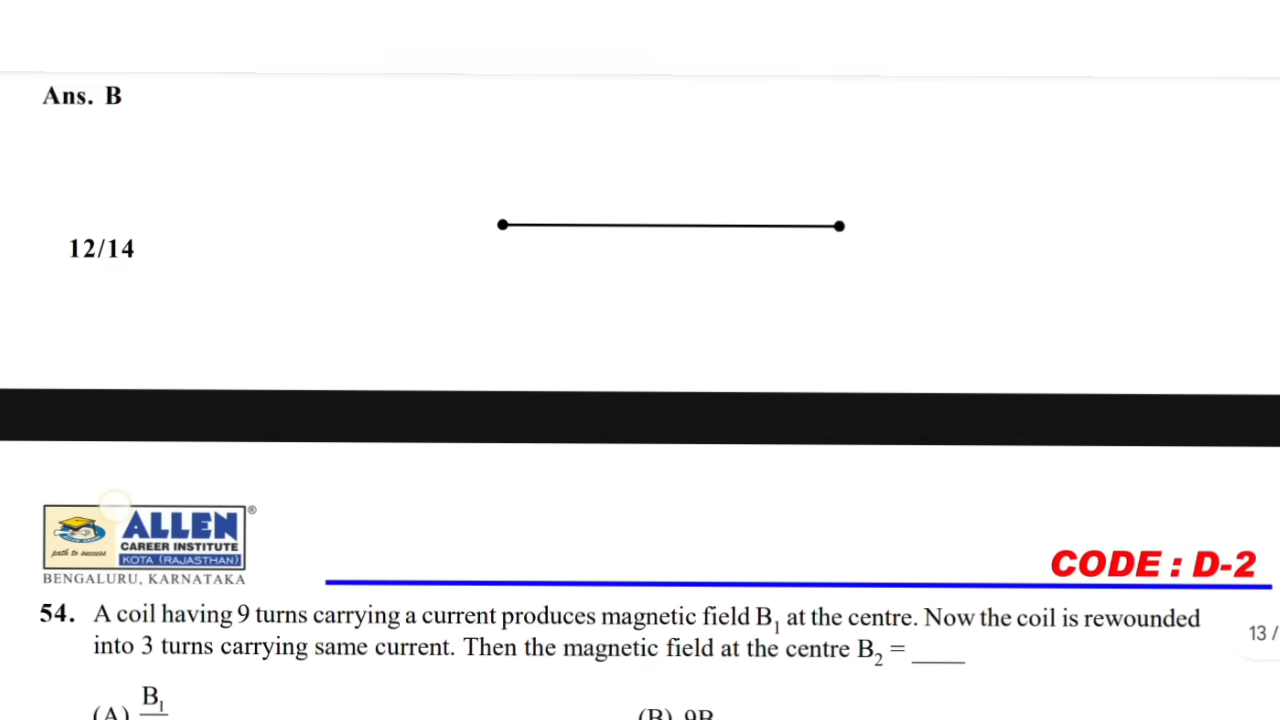 Ans. B
12/14
ALLEN ®
CAREER INSTITUTE
path to success
KOTA (RAJASTHAN)
BENGALURU, KARNATAKA
CODE : D-2
54. A coil having 9 turns carrying a current produces magnetic field B₁ at the centre. Now the coil is rewounded
into 3 turns carrying same current. Then the magnetic field at the centre B₂ = ____
13 /
(A) B₁
(B) 9B